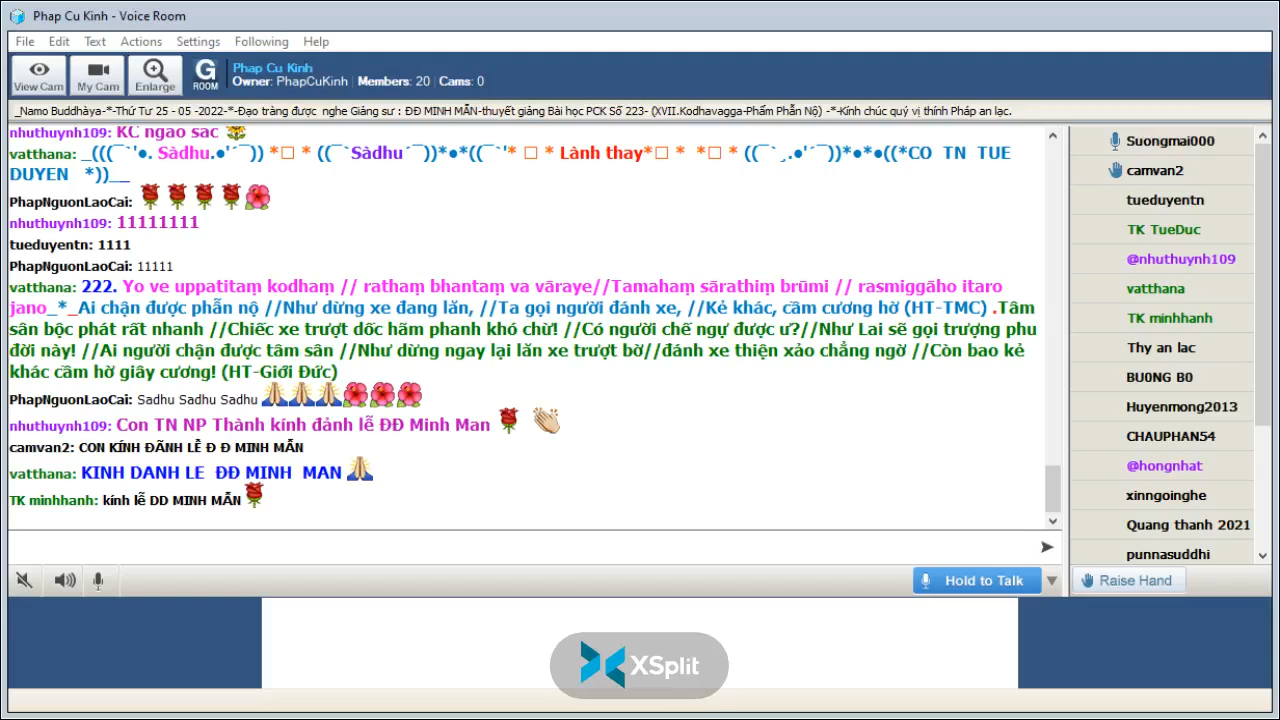 Phap Cu Kinh - Voice Room
File Edit Text Actions Settings Following Help
View Cam My Cam Enlarge G ROOM
Phap Cu Kinh
Owner: PhapCuKinh | Members: 20 | Cams: 0
_Namo Buddhàya-*-Thứ Tư 25 - 05 -2022-*-Đạo tràng được nghe Giảng sư : ĐĐ MINH MẪN-thuyết giảng Bài học PCK Số 223- (XVII.Kodhavagga-Phẩm Phẫn Nộ) -*-Kính chúc quý vị thính Pháp an lạc.
nhuthuynh109: KC ngao sac
vatthana: _(((¯`'●. Sàdhu.●'´¯)) *□ * ((¯`Sàdhu´¯))*●*((¯`'* □ * Lành thay*□ * *□ * ((¯`¸.●'´¯))*●*●((*CO TN TUE
DUYEN *))__
PhapNguonLaoCai:
nhuthuynh109: 11111111
tueduyentn: 1111
PhapNguonLaoCai: 11111
vatthana: 222. Yo ve uppatitaṃ kodhaṃ // rathaṃ bhantaṃ va vāraye//Tamahaṃ sārathiṃ brūmi // rasmiggāho itaro
jano_*_Ai chận được phẫn nộ //Như dừng xe đang lăn, //Ta gọi người đánh xe, //Kẻ khác, cầm cương hờ (HT-TMC) .Tâm
sân bộc phát rất nhanh //Chiếc xe trượt dốc hãm phanh khó chừ! //Có người chế ngự được ư?//Như Lai sẽ gọi trượng phu
đời này! //Ai người chận được tâm sân //Như dừng ngay lại lăn xe trượt bờ//đánh xe thiện xảo chẳng ngờ //Còn bao kẻ
khác cầm hờ giây cương! (HT-Giới Đức)
PhapNguonLaoCai: Sadhu Sadhu Sadhu
nhuthuynh109: Con TN NP Thành kính đảnh lễ ĐĐ Minh Man
camvan2: CON KÍNH ĐÃNH LỄ Đ Đ MINH MẪN
vatthana: KINH DANH LE ĐĐ MINH MAN
TK minhhanh: kính lễ DD MINH MẪN
Hold to Talk
Suongmai000
camvan2
tueduyentn
TK TueDuc
@nhuthuynh109
vatthana
TK minhhanh
Thy an lac
BU0NG B0
Huyenmong2013
CHAUPHAN54
@hongnhat
xinngoinghe
Quang thanh 2021
punnasuddhi
Raise Hand
XSplit